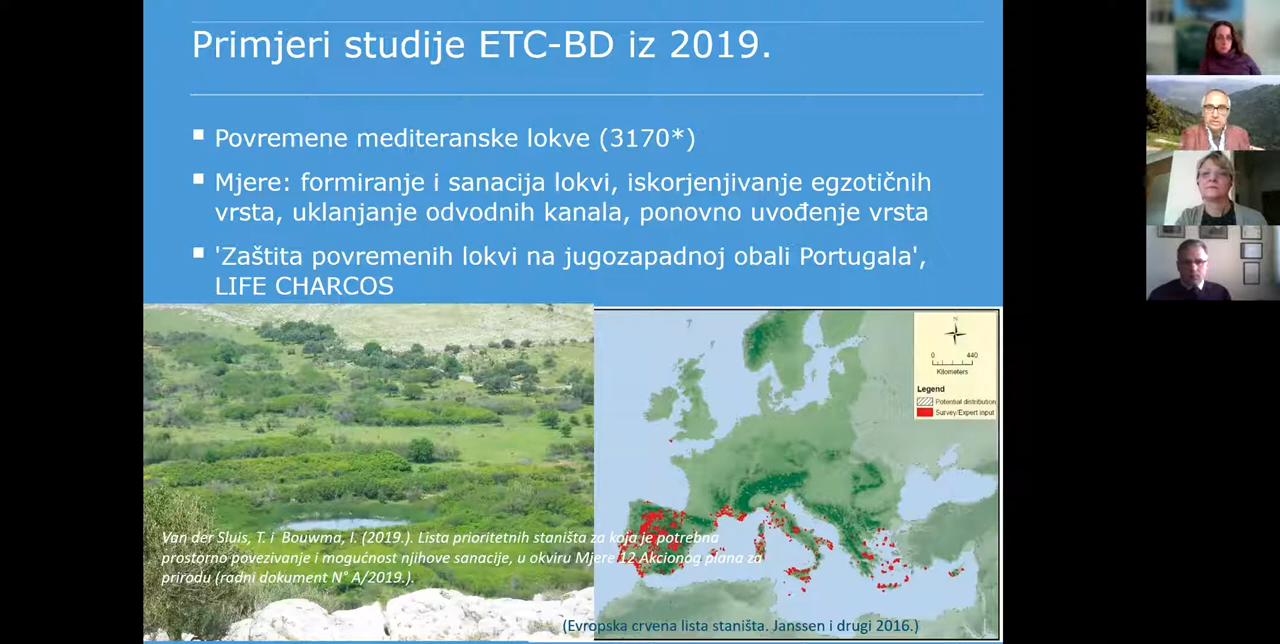 Primjeri studije ETC-BD iz 2019.
▪ Povremene mediteranske lokve (3170*)
▪ Mjere: formiranje i sanacija lokvi, iskorjenjivanje egzotičnih
vrsta, uklanjanje odvodnih kanala, ponovno uvođenje vrsta
▪ 'Zaštita povremenih lokvi na jugozapadnoj obali Portugala',
LIFE CHARCOS
N
0 440
Kilometers
Legend
Potential distribution
Survey/Expert input
Van der Sluis, T. i Bouwma, I. (2019.). Lista prioritetnih staništa za koja je potrebna
prostorno povezivanje i mogućnost njihove sanacije, u okviru Mjere 12 Akcionog plana za
prirodu (radni dokument N° A/2019.).
(Evropska crvena lista staništa. Janssen i drugi 2016.)